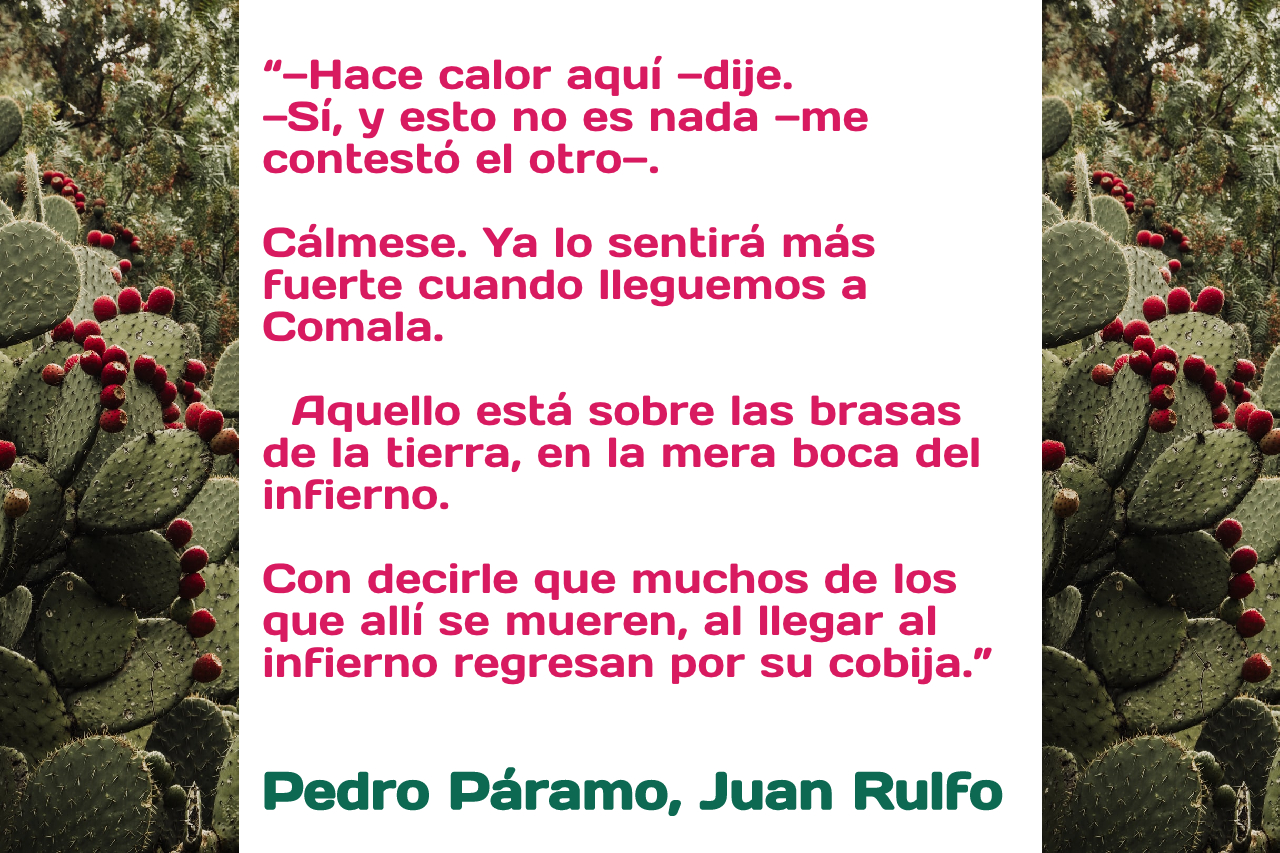 “–Hace calor aquí –dije.
–Sí, y esto no es nada –me
contestó el otro–.
Cálmese. Ya lo sentirá más
fuerte cuando lleguemos a
Comala.
Aquello está sobre las brasas
de la tierra, en la mera boca del
infierno.
Con decirle que muchos de los
que allí se mueren, al llegar al
infierno regresan por su cobija.”
Pedro Páramo, Juan Rulfo